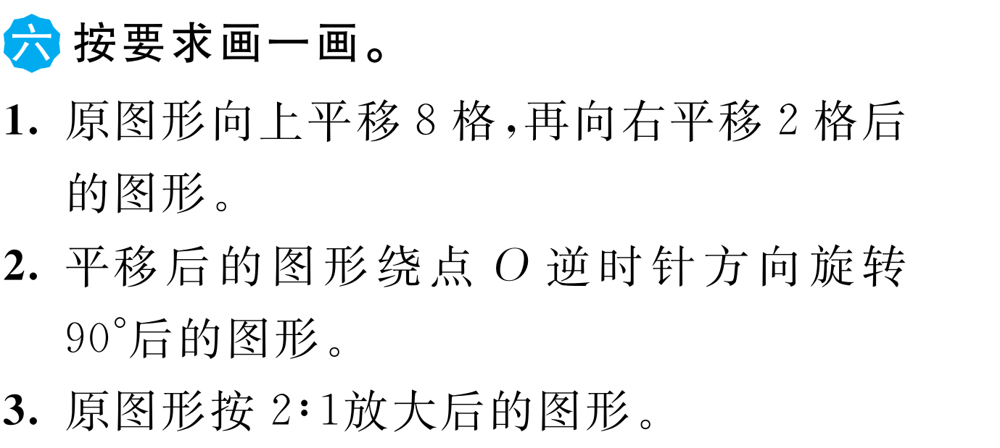 六 按要求画一画。
1. 原图形向上平移 8 格,再向右平移 2 格后
的图形。
2. 平移后的图形绕点 O 逆时针方向旋转
90°后的图形。
3. 原图形按 2∶1放大后的图形。